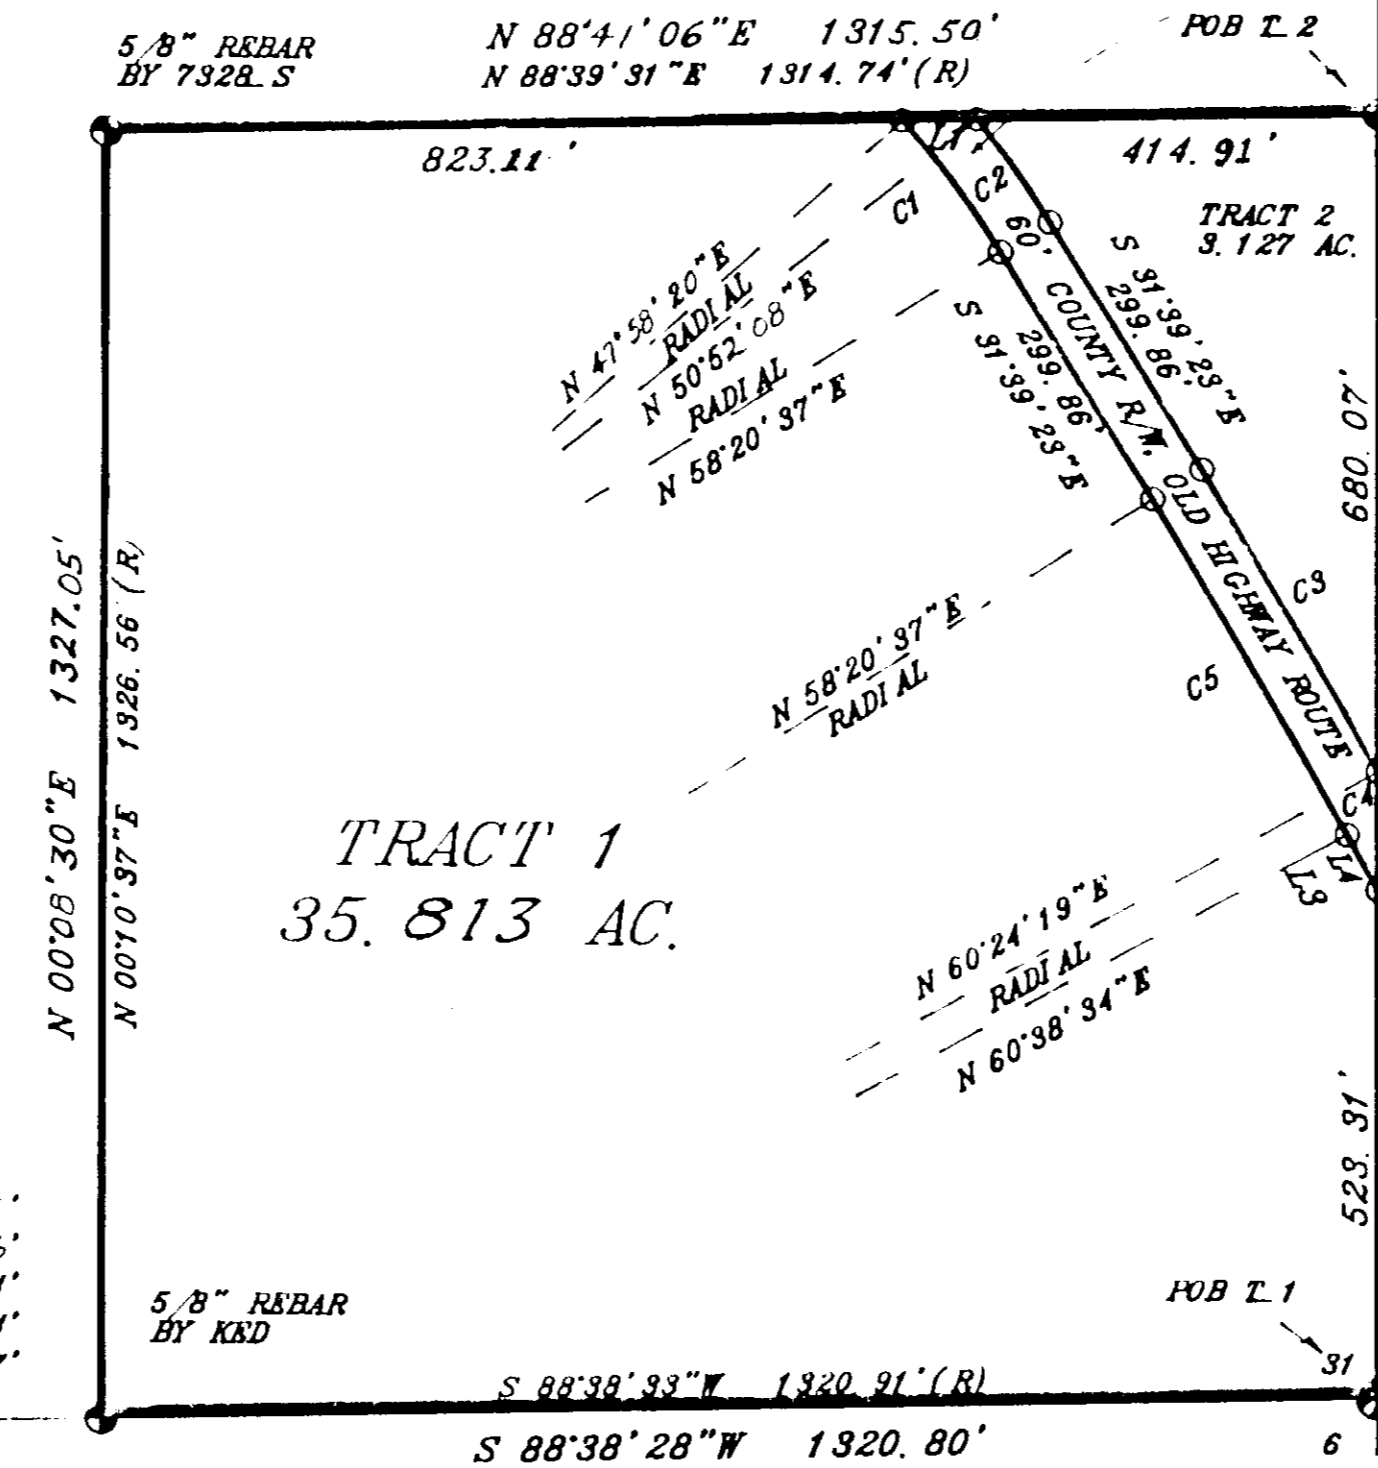 N 88°41'06"E 1315.50'
N 88°39'31"E 1314.74'(R)
5/8" REBAR
BY 7328 S
POB T 2
823.11'
L1
414.91'
C1
C2
TRACT 2
3.127 AC.
N 47°58'20"E
RADIAL
N 50°52'08"E
RADIAL
N 58°20'37"E
S 31°39'23"E
299.86'
60' COUNTY R/W. OLD HIGHWAY ROUTE
299.86'
S 31°39'23"E
680.07'
N 58°20'37"E
RADIAL
C3
C5
C4
L4
L3
N 00°08'30"E 1327.05'
N 00°10'37"E 1326.56'(R)
TRACT 1
35.813 AC.
N 60°24'19"E
RADIAL
N 60°38'34"E
523.31'
5/8" REBAR
BY KED
POB T 1
31
S 88°38'33"W 1320.91'(R)
S 88°38'28"W 1320.80'
6